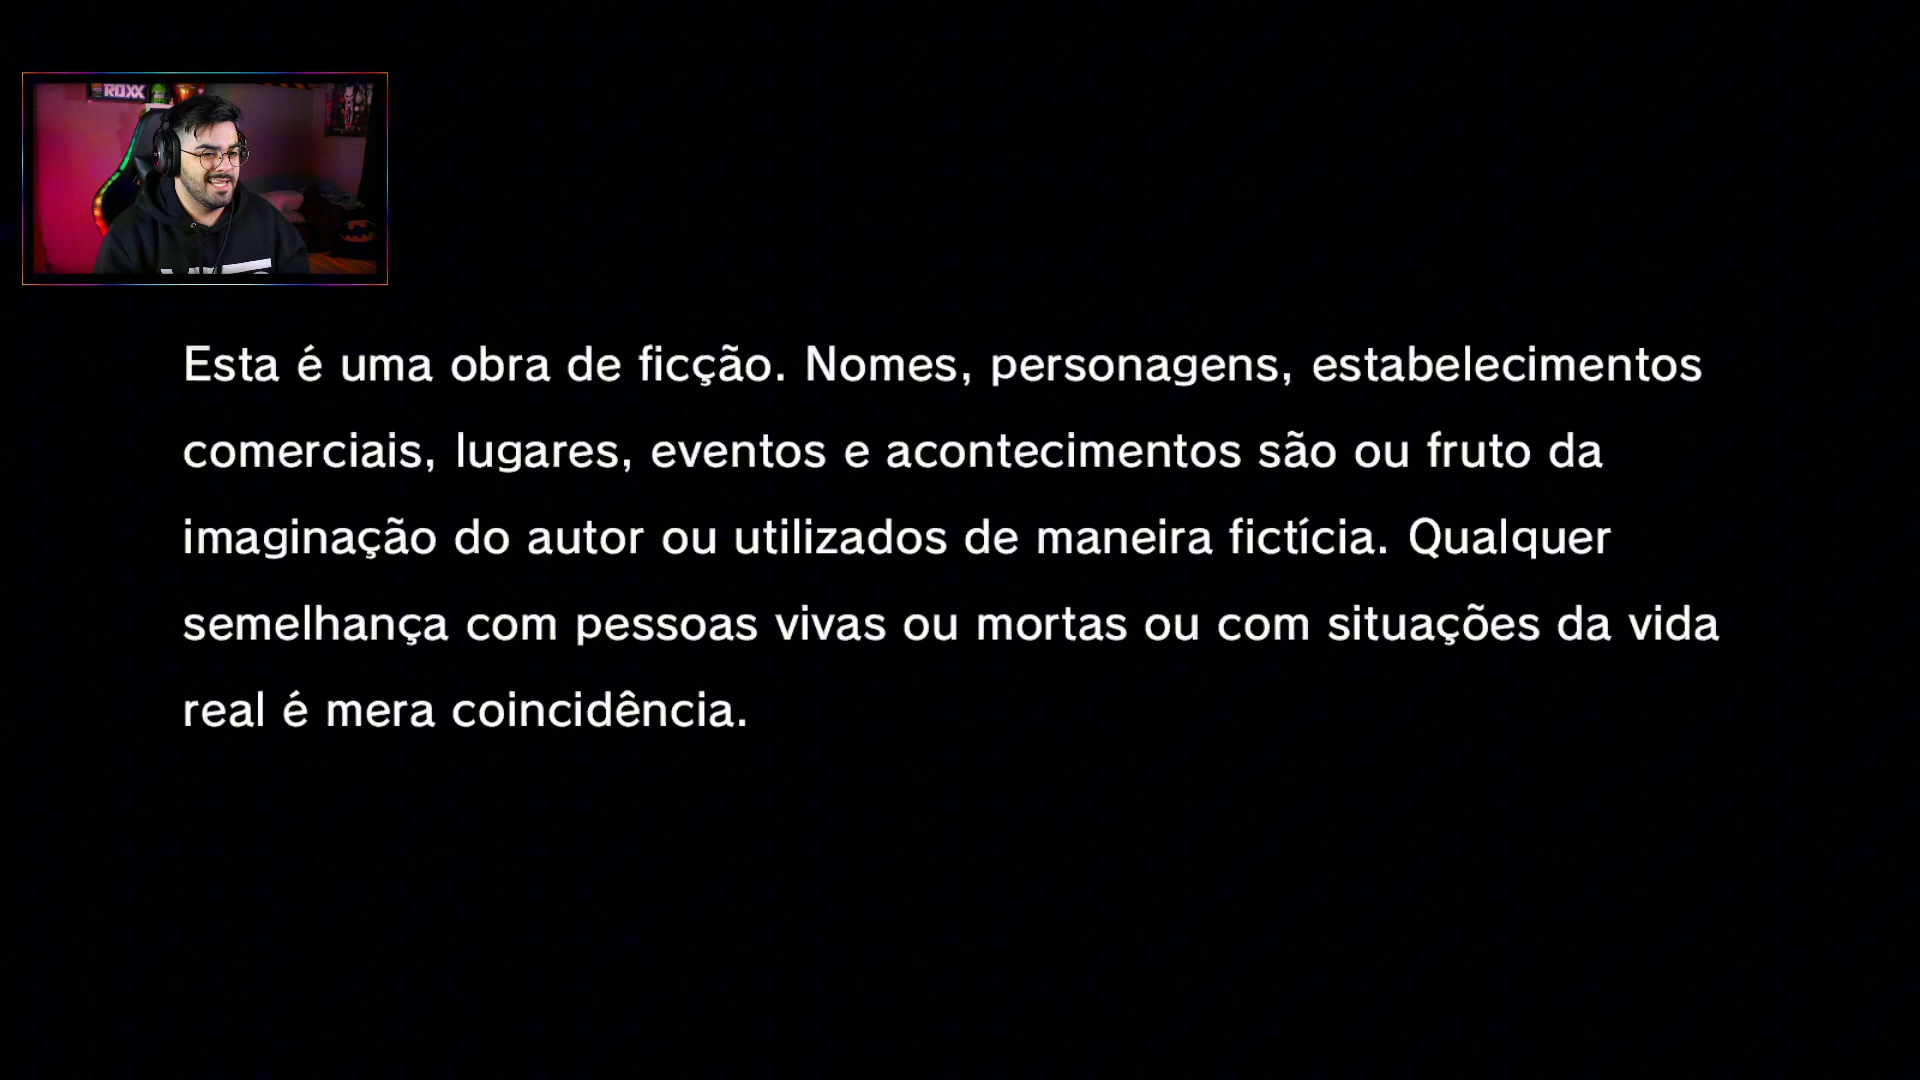 ROXX
Esta é uma obra de ficção. Nomes, personagens, estabelecimentos
comerciais, lugares, eventos e acontecimentos são ou fruto da
imaginação do autor ou utilizados de maneira fictícia. Qualquer
semelhança com pessoas vivas ou mortas ou com situações da vida
real é mera coincidência.